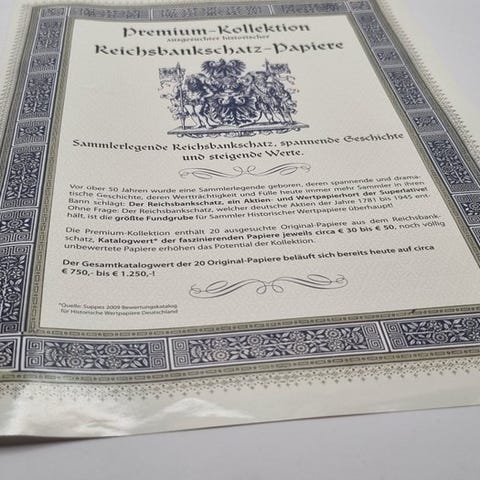 Premium-Kollektion
ausgesuchter historischer
Reichsbankschatz-Papiere
Sammlerlegende Reichsbankschatz, spannende Geschichte
und steigende Werte.
Vor über 50 Jahren wurde eine Sammlerlegende geboren, deren spannende und drama-
tische Geschichte, deren Wertträchtigkeit und Fülle heute immer mehr Sammler in ihren
Bann schlägt: Der Reichsbankschatz, ein Aktien- und Wertpapierhort der Superlative!
Ohne Frage: Der Reichsbankschatz, welcher deutsche Aktien der Jahre 1781 bis 1945 ent-
hält, ist die größte Fundgrube für Sammler Historischer Wertpapiere überhaupt!
Die Premium-Kollektion enthält 20 ausgesuchte Original-Papiere aus dem Reichsbank-
schatz, Katalogwert* der faszinierenden Papiere jeweils circa € 30 bis € 50, noch völlig
unbewertete Papiere erhöhen das Potential der Kollektion.
Der Gesamtkatalogwert der 20 Original-Papiere beläuft sich bereits heute auf circa
€ 750,- bis € 1.250,-!
*Quelle: Suppes 2009 Bewertungskatalog
für Historische Wertpapiere Deutschland